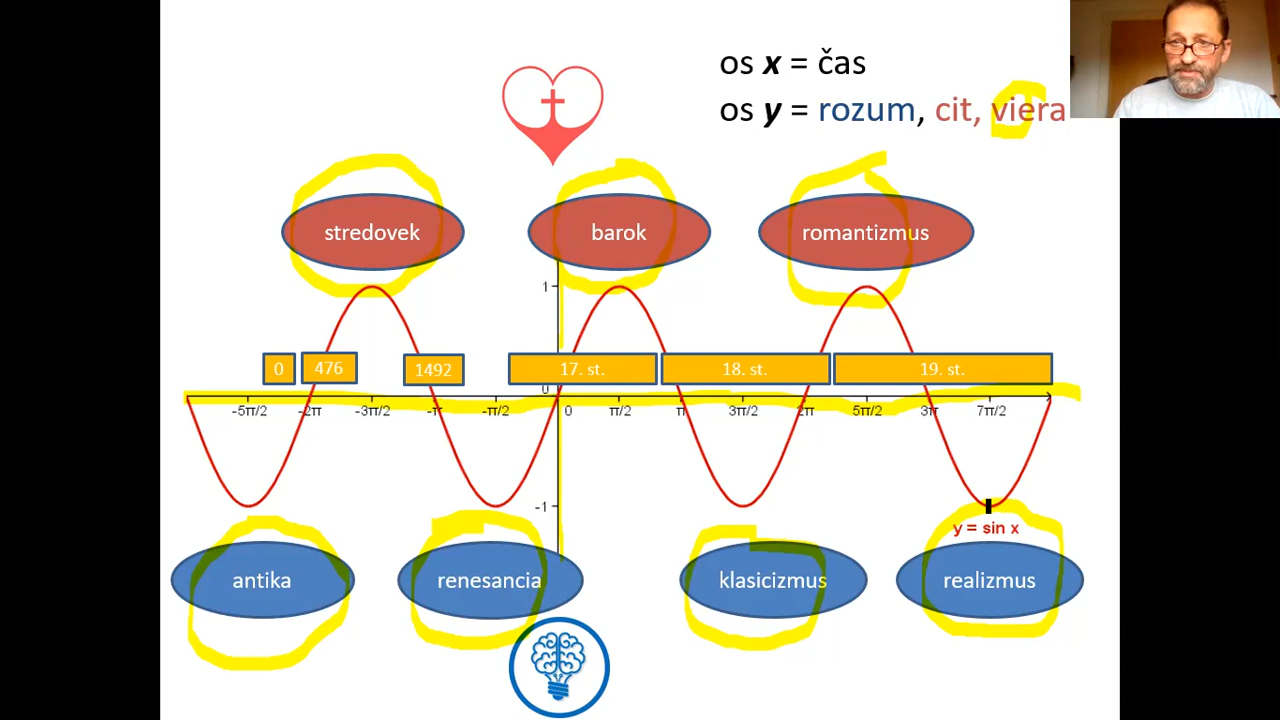 os x = čas
os y = rozum, cit, viera
stredovek
barok
romantizmus
1
0
476
1492
17. st.
18. st.
19. st.
0
-5π/2
-2π
-3π/2
-π
-π/2
0
π/2
π
3π/2
2π
5π/2
3π
7π/2
-1
y = sin x
antika
renesancia
klasicizmus
realizmus